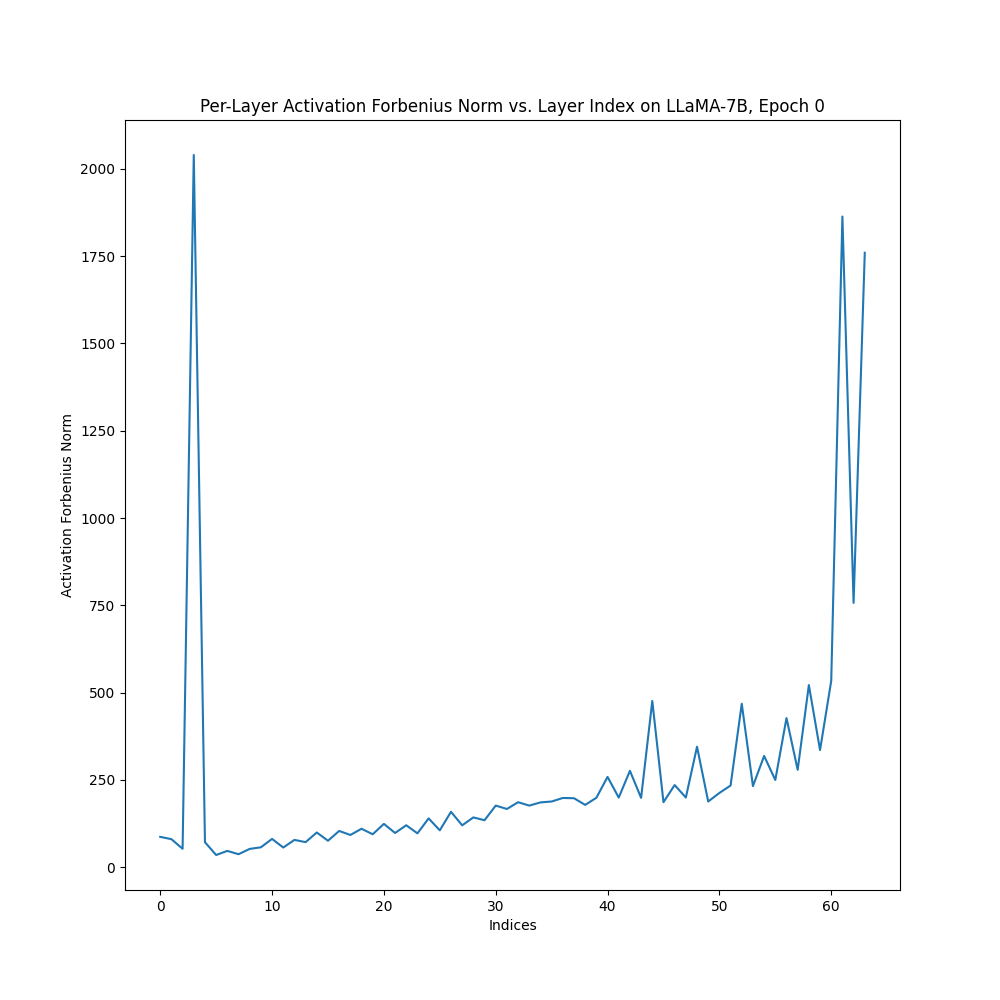 Per-Layer Activation Forbenius Norm vs. Layer Index on LLaMA-7B, Epoch 0
Activation Forbenius Norm
2000
1750
1500
1250
1000
750
500
250
0
0 10 20 30 40 50 60
Indices